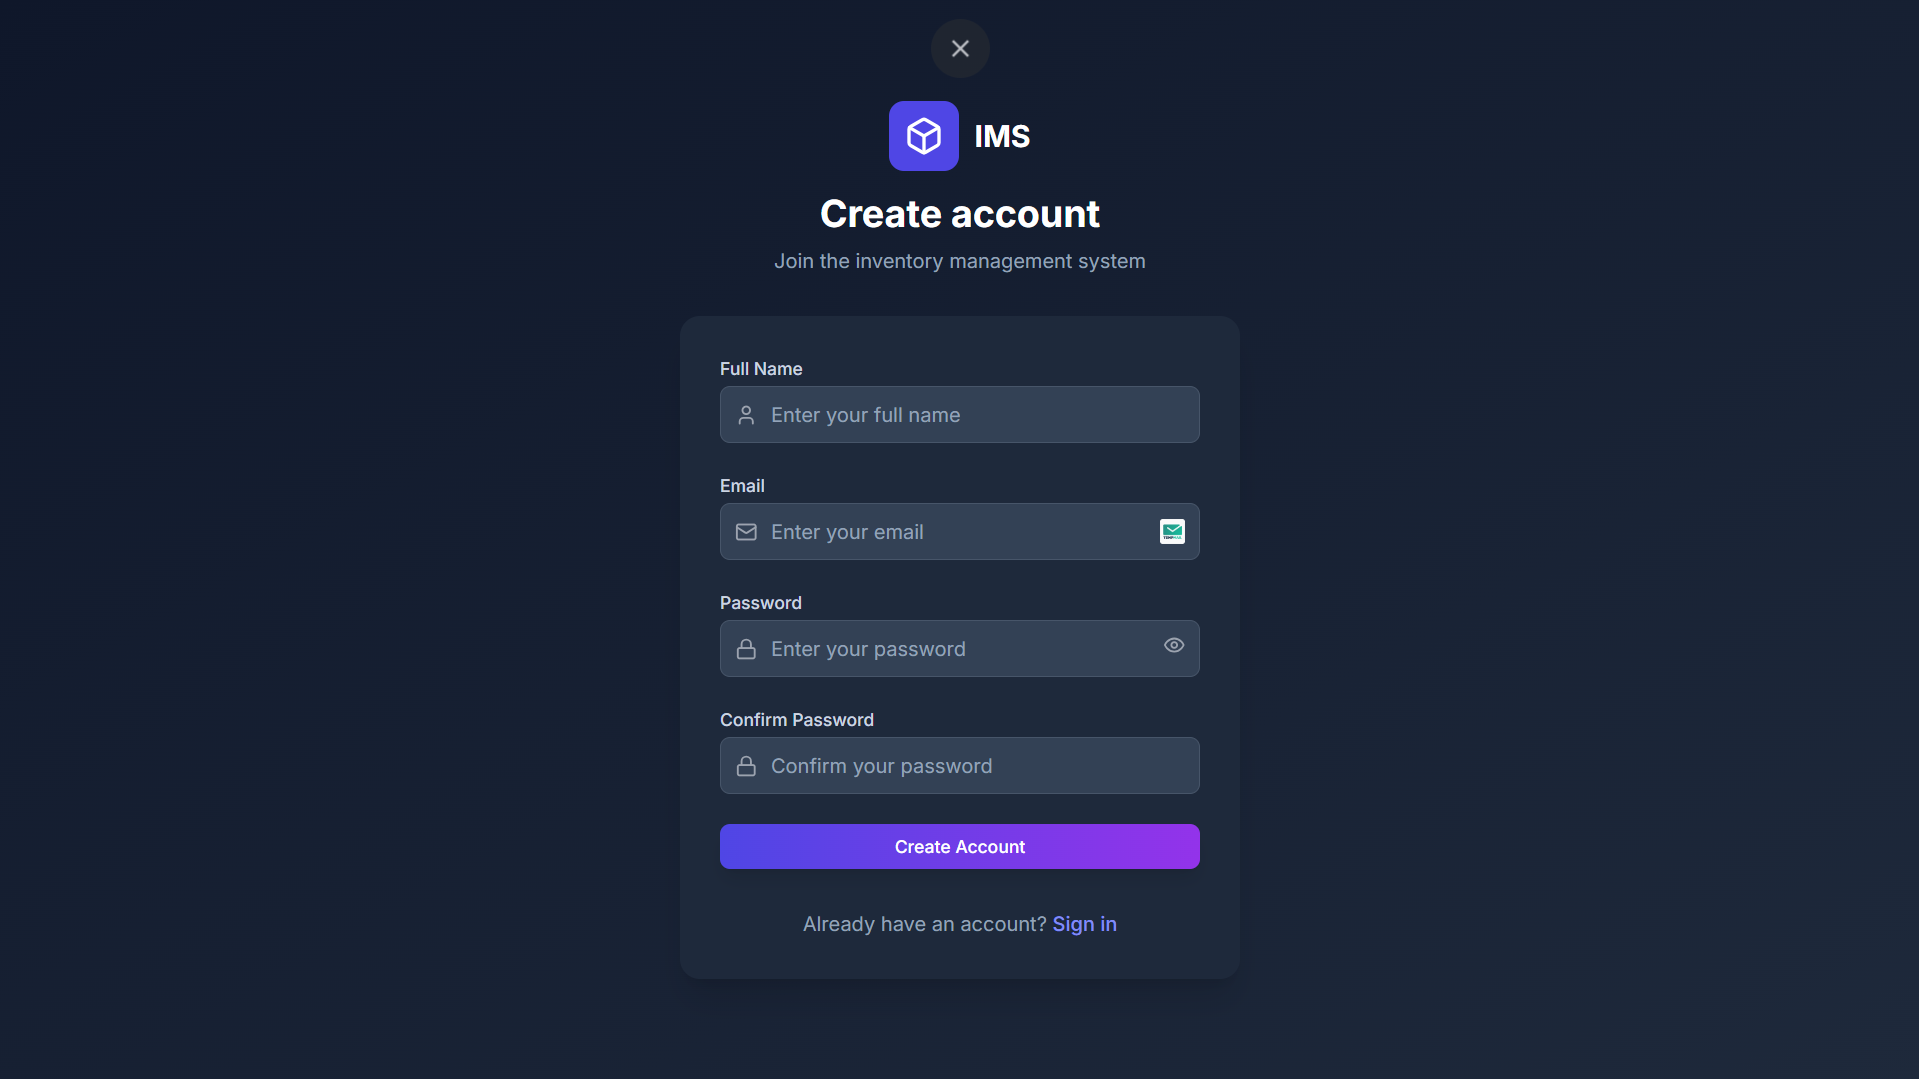 IMS
Create account
Join the inventory management system
Full Name
Enter your full name
Email
Enter your email
Password
Enter your password
Confirm Password
Confirm your password
Create Account
Already have an account? Sign in